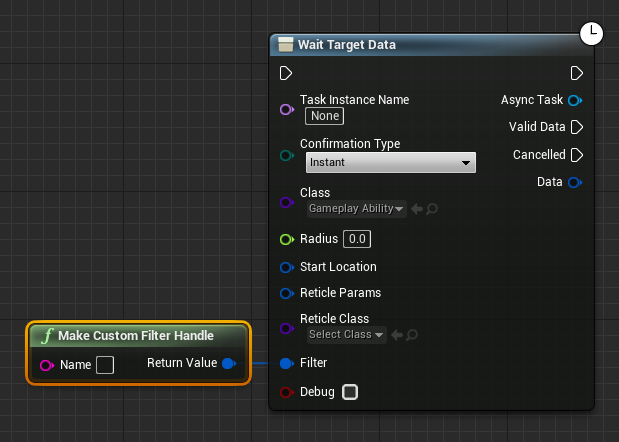 Wait Target Data
Task Instance Name
None
Async Task
Valid Data
Confirmation Type
Instant
Cancelled
Data
Class
Gameplay Ability
Radius 0.0
Start Location
Reticle Params
Reticle Class
Select Class
Make Custom Filter Handle
Name
Return Value
Filter
Debug